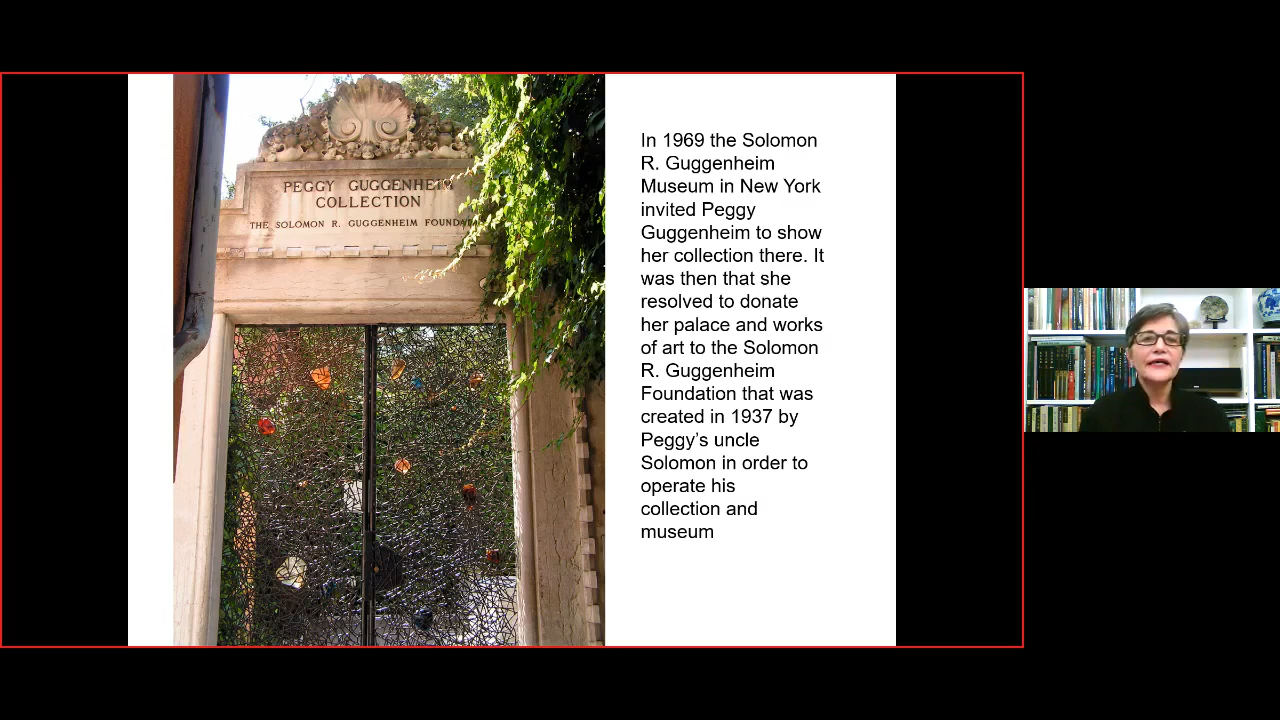 PEGGY GUGGENHEIM
COLLECTION
THE SOLOMON R. GUGGENHEIM
In 1969 the Solomon
R. Guggenheim
Museum in New York
invited Peggy
Guggenheim to show
her collection there. It
was then that she
resolved to donate
her palace and works
of art to the Solomon
R. Guggenheim
Foundation that was
created in 1937 by
Peggy’s uncle
Solomon in order to
operate his
collection and
museum